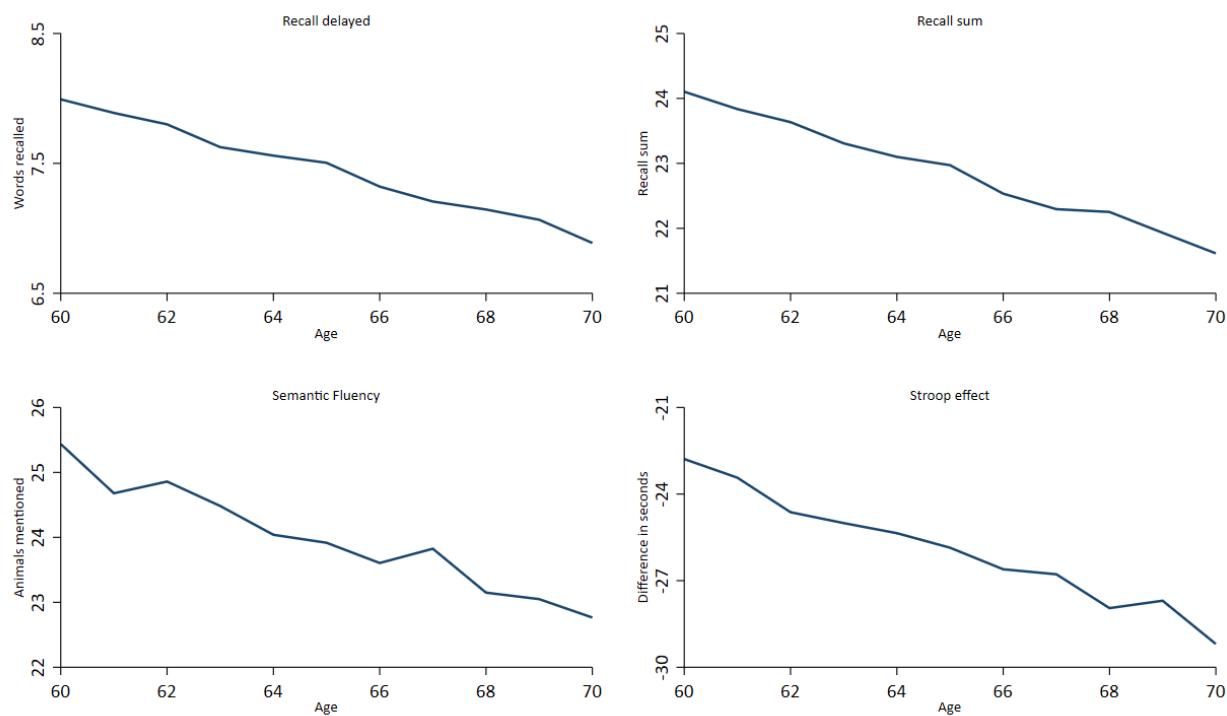 Recall delayed
Words recalled
8.5
7.5
6.5
60 62 64 66 68 70
Age
Recall sum
Recall sum
25
24
23
22
21
60 62 64 66 68 70
Age
Semantic Fluency
Animals mentioned
26
25
24
23
22
60 62 64 66 68 70
Age
Stroop effect
Difference in seconds
-21
-24
-27
-30
60 62 64 66 68 70
Age